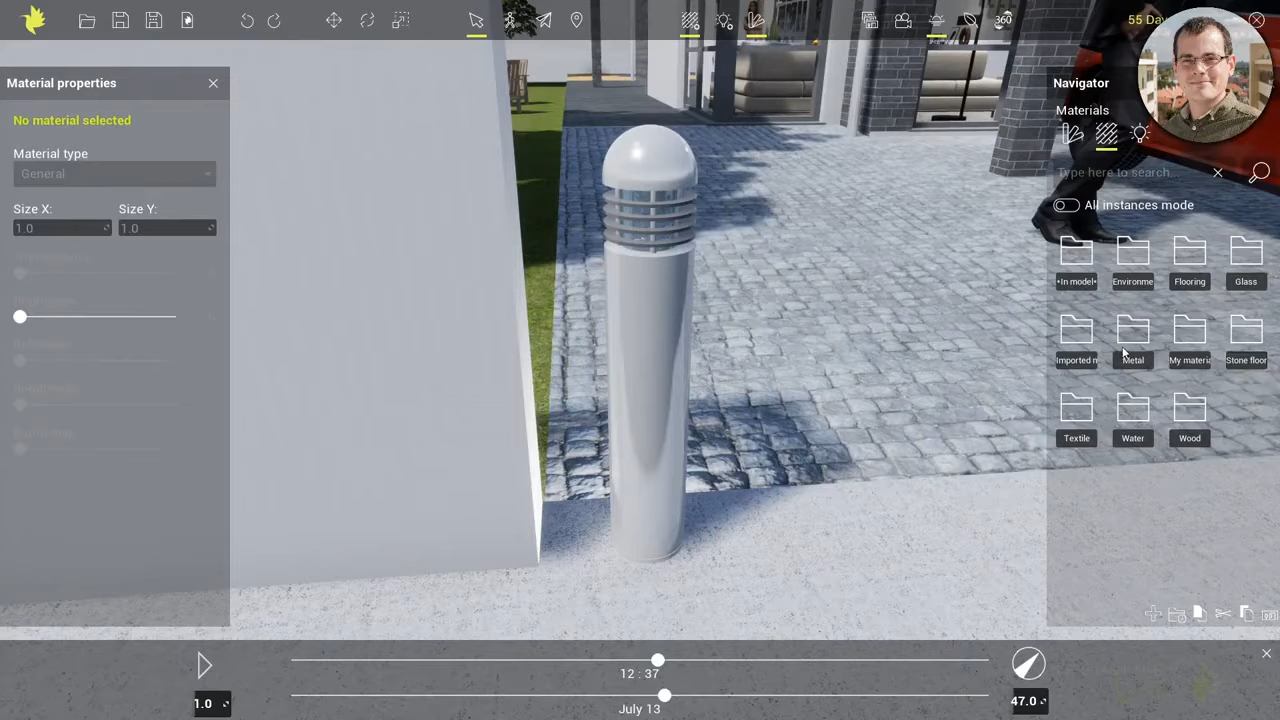 360
55 Day
Material properties
No material selected
Material type
General
Size X:
Size Y:
1.0
1.0
Navigator
Materials
Type here to search
All instances mode
*In model*
Environme
Flooring
Glass
Imported m
Metal
My materia
Stone floor
Textile
Water
Wood
12 : 37
July 13
1.0
47.0